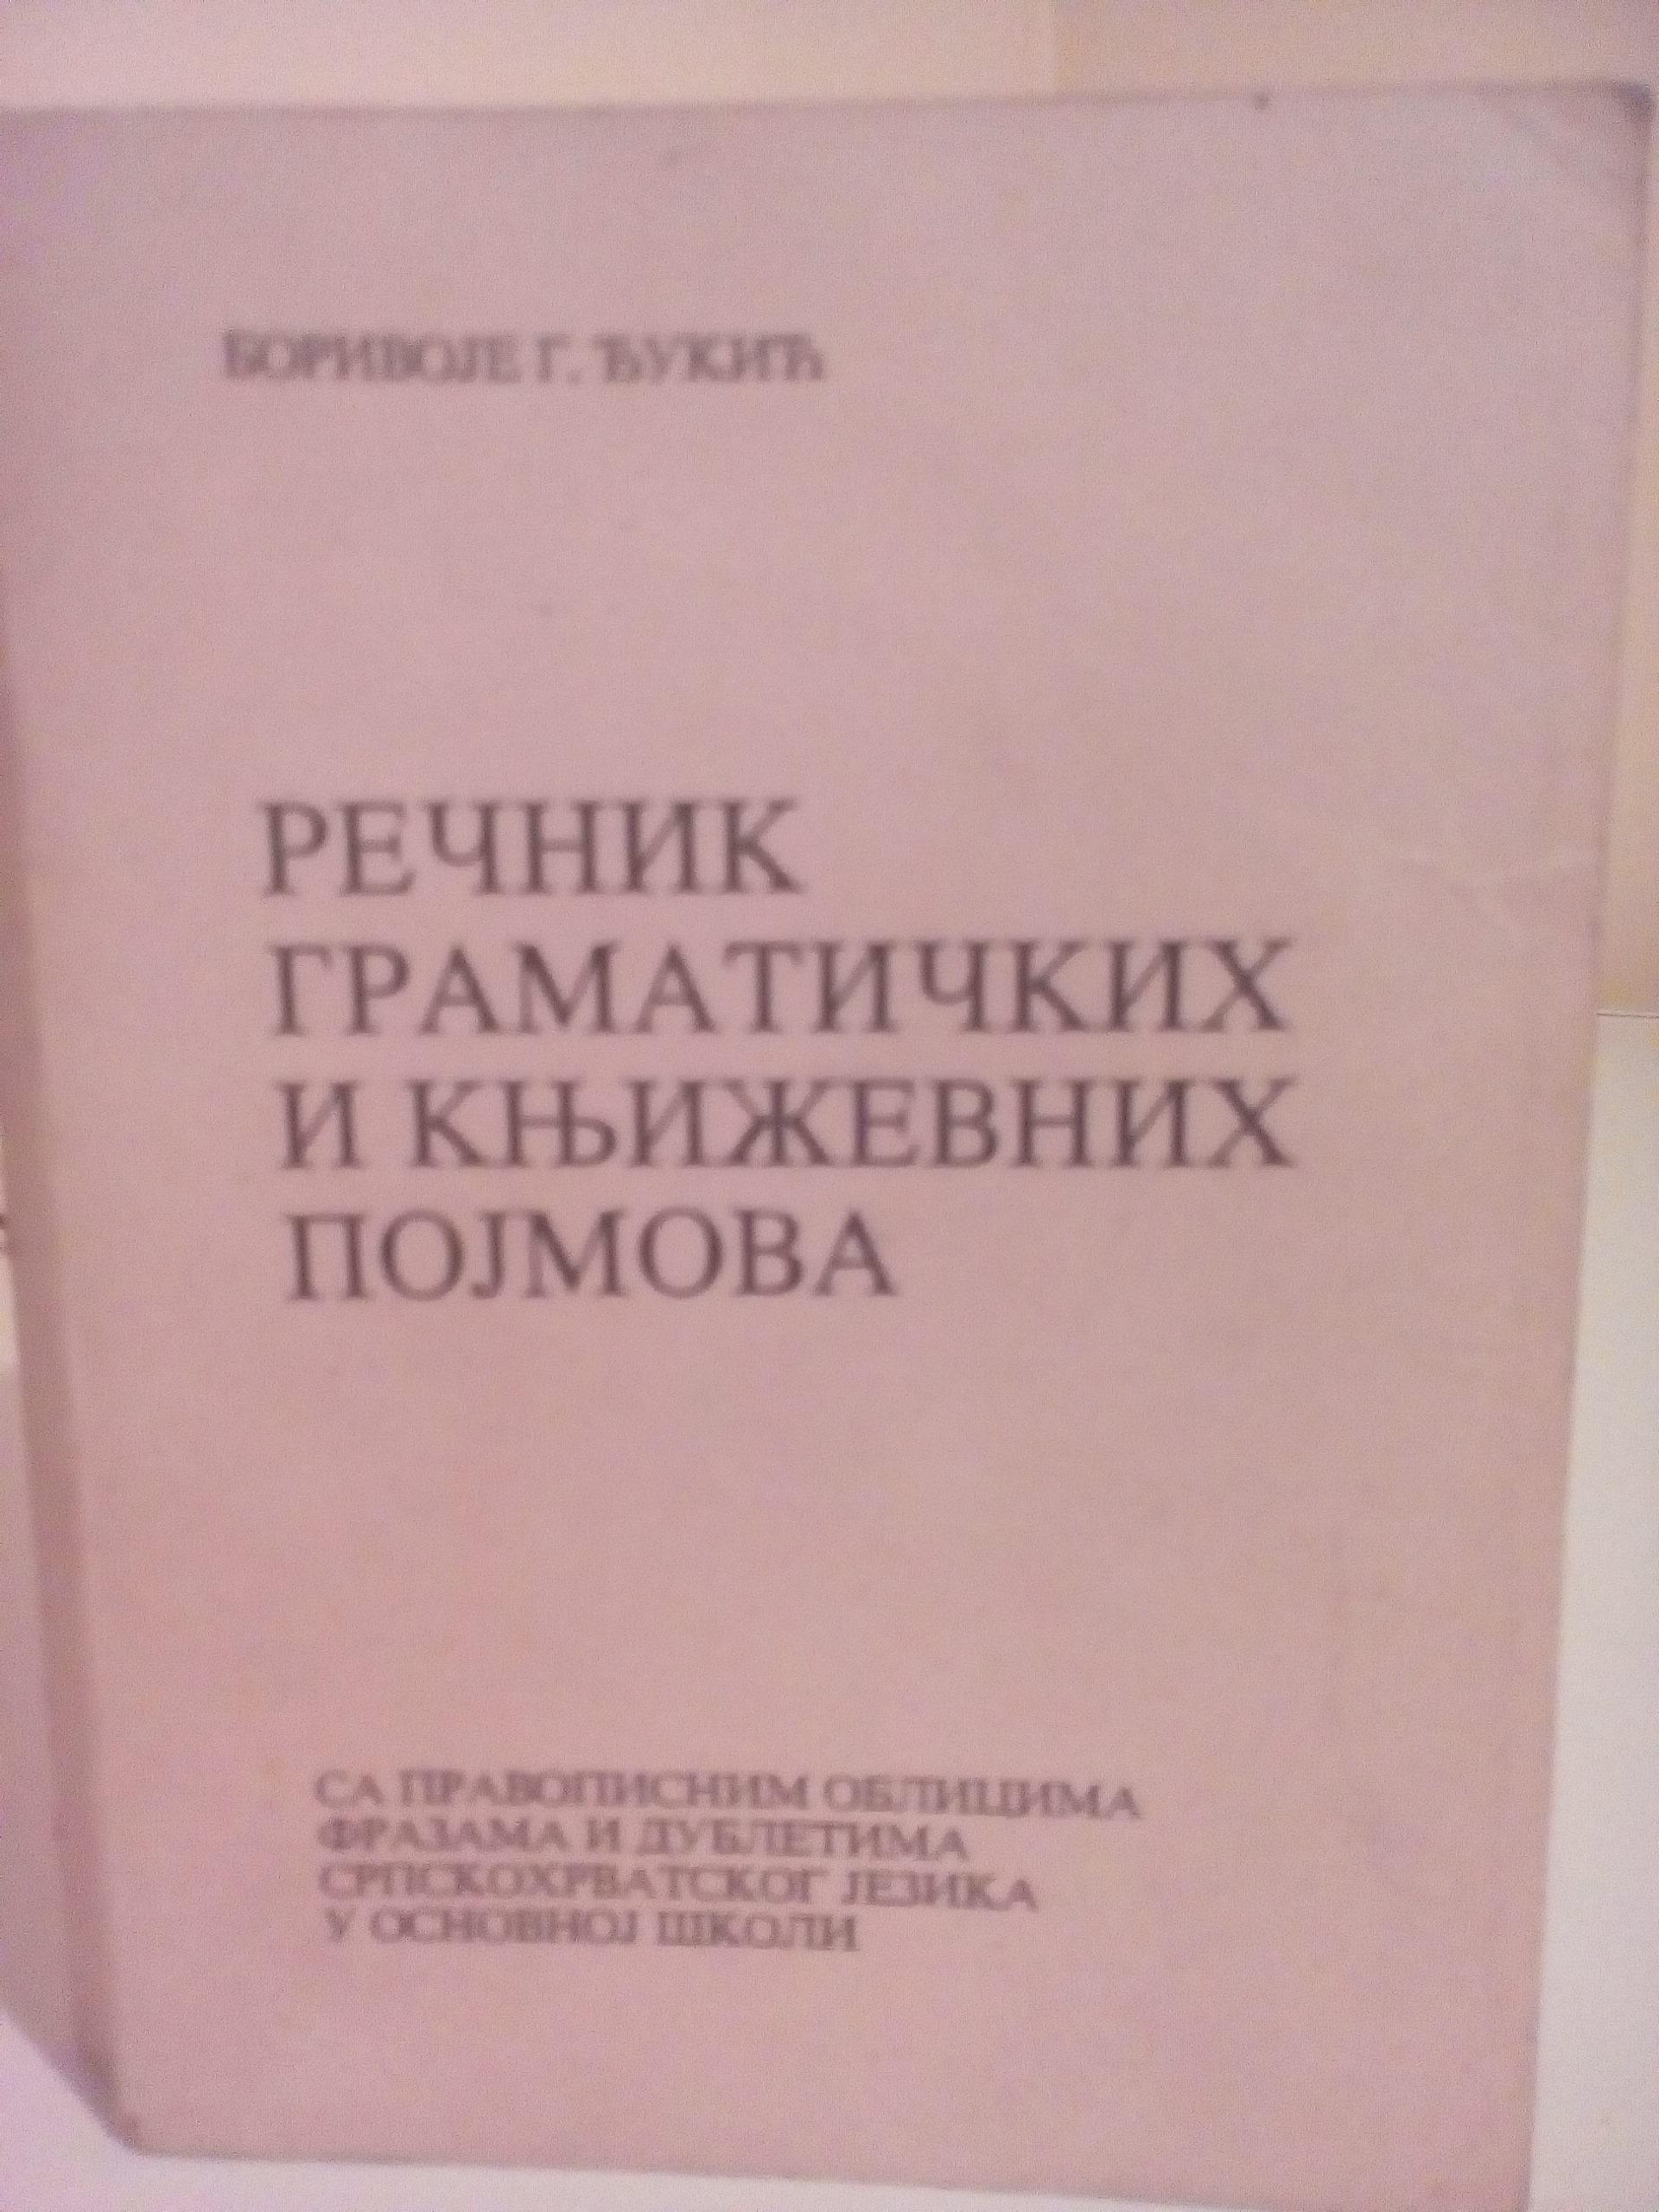 БОРИВОЈЕ Г. ЂУКИЋ
РЕЧНИК
ГРАМАТИЧКИХ
И КЊИЖЕВНИХ
ПОЈМОВА
СА ПРАВОПИСНИМ ОБЛИЦИМА
ФРАЗАМА И ДУБЛЕТИМА
СРПСКОХРВАТСКОГ ЈЕЗИКА
У ОСНОВНОЈ ШКОЛИ